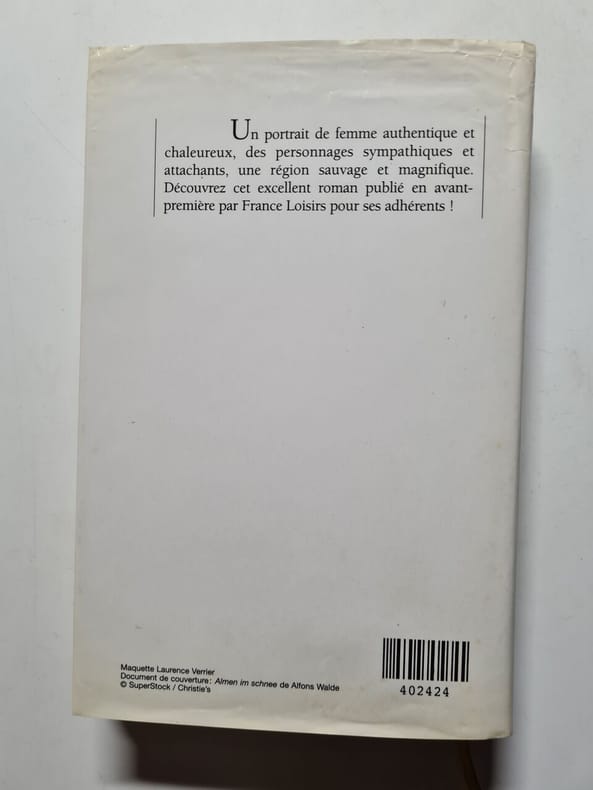 Un portrait de femme authentique et
chaleureux, des personnages sympathiques et
attachants, une région sauvage et magnifique.
Découvrez cet excellent roman publié en avant-
première par France Loisirs pour ses adhérents !
Maquette Laurence Verrier
Document de couverture : Almen im schnee de Alfons Walde
© SuperStock / Christie's
402424